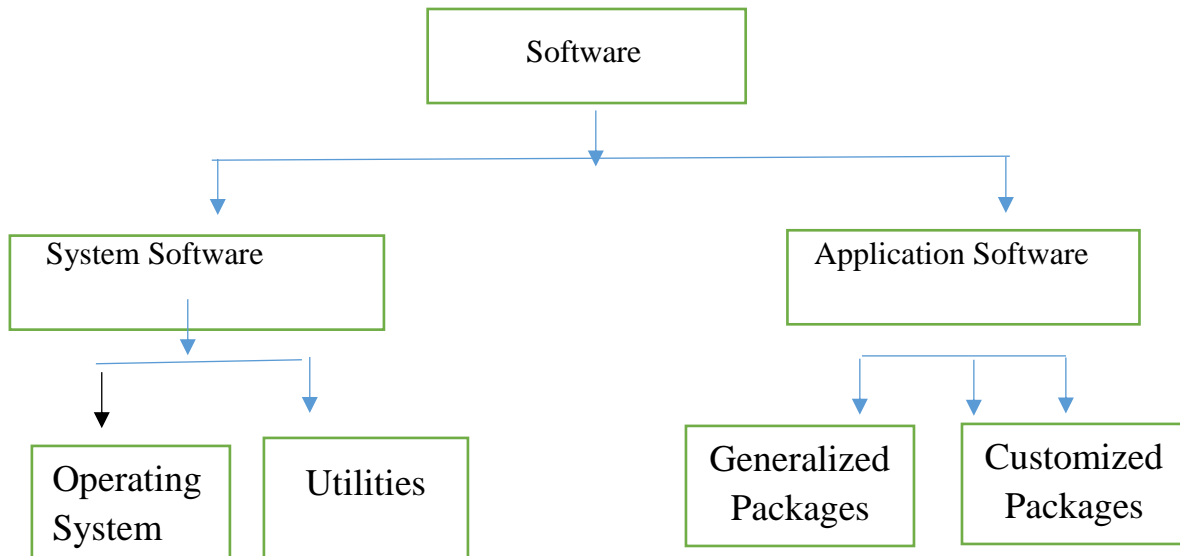 Software
System Software
Application Software
Operating
System
Utilities
Generalized
Packages
Customized
Packages